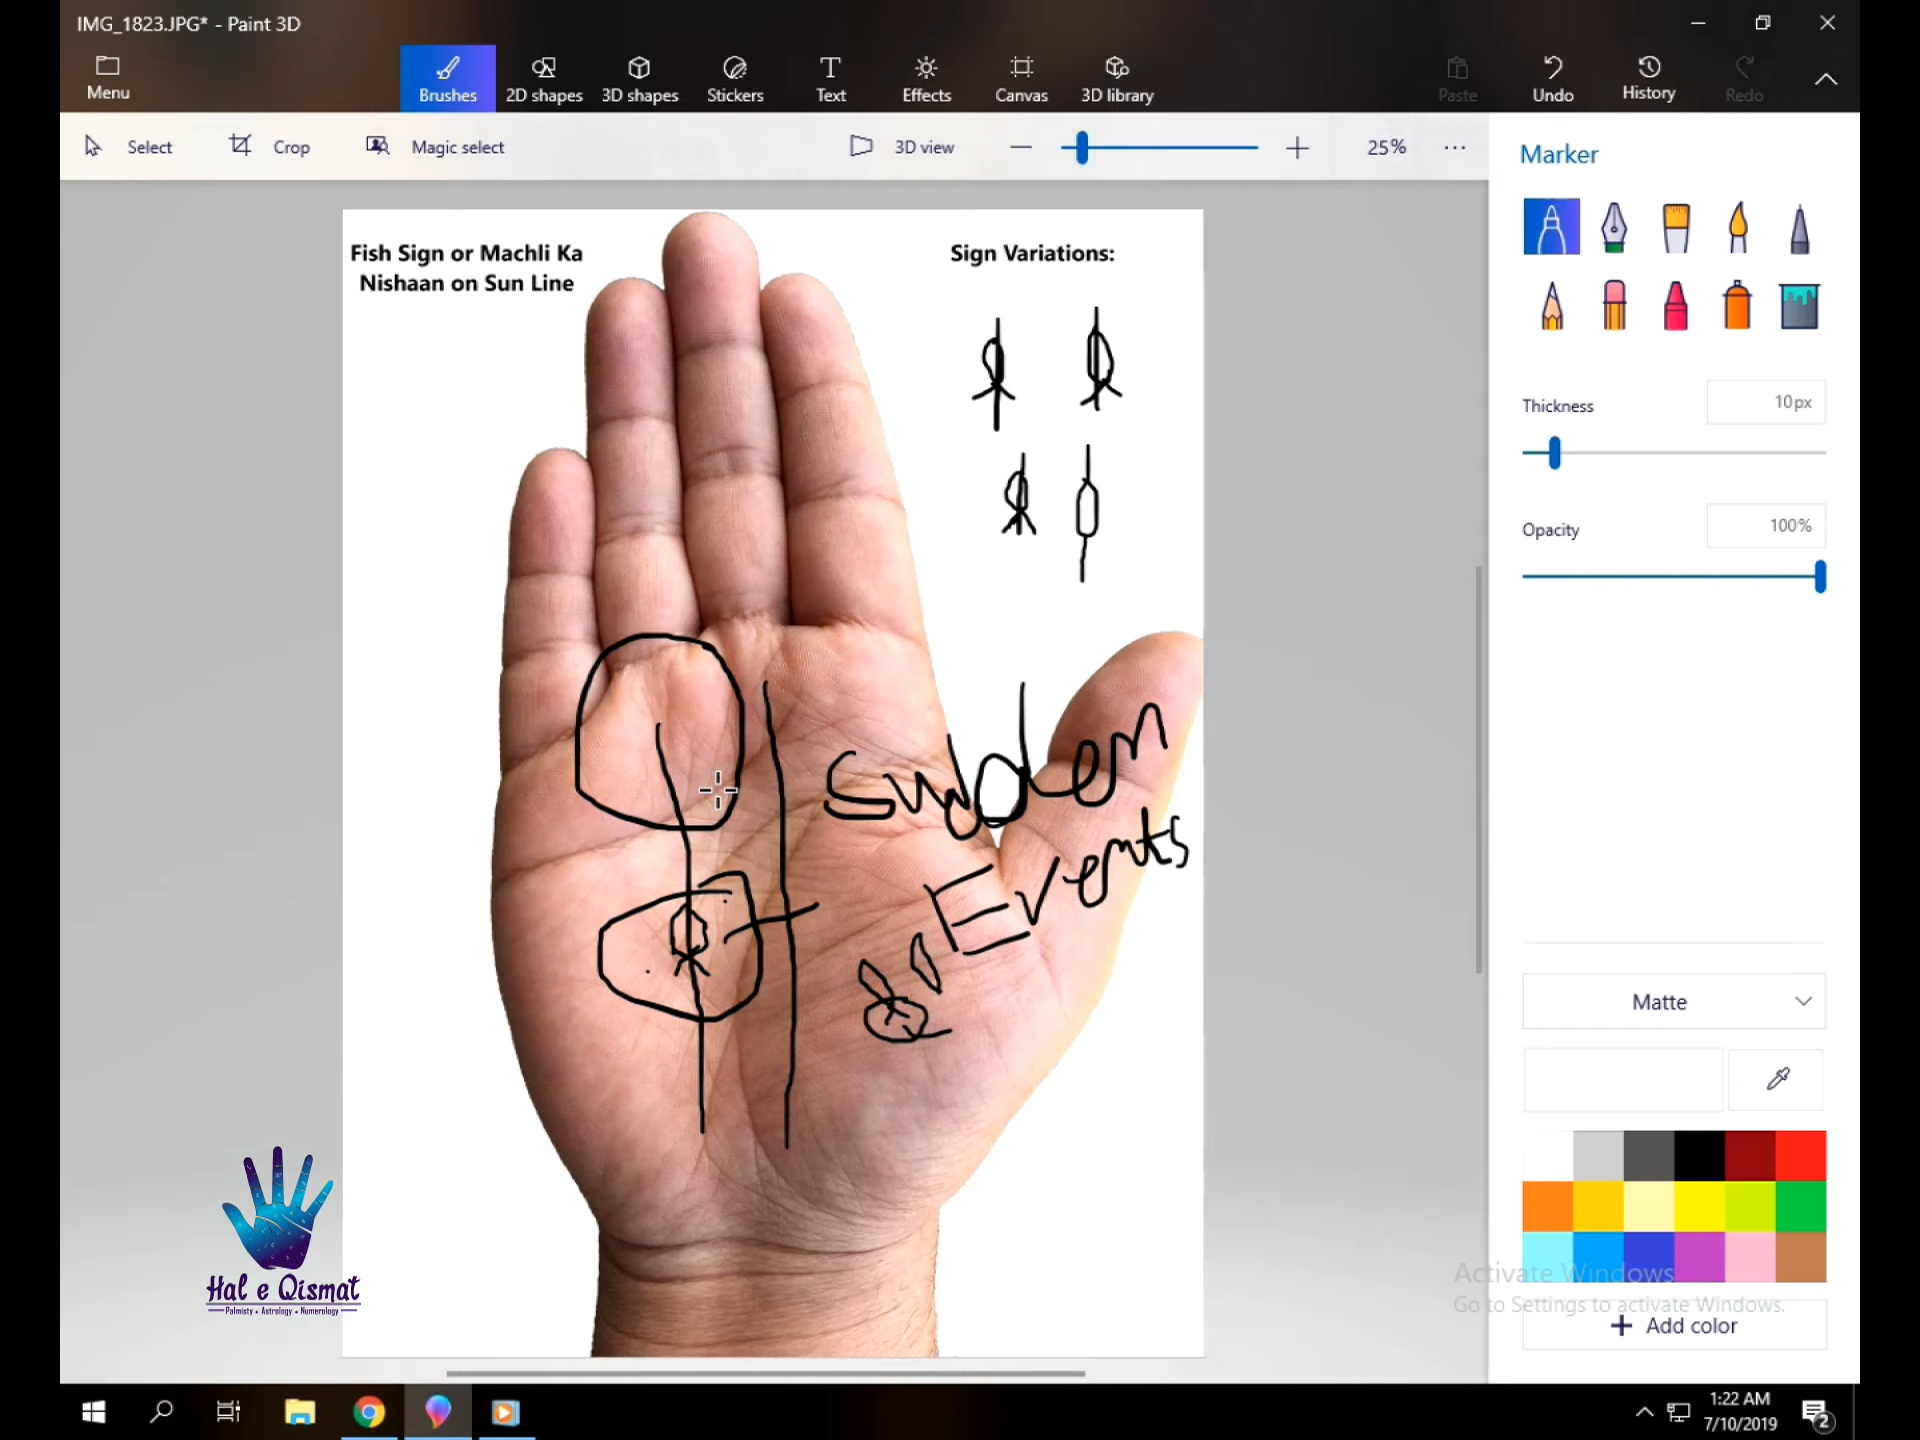 IMG_1823.JPG* - Paint 3D
Menu
Brushes
2D shapes
3D shapes
Stickers
Text
Effects
Canvas
3D library
Paste
Undo
History
Redo
Select
Crop
Magic select
3D view
25%
Marker
Thickness
10px
Opacity
100%
Matte
Add color
Fish Sign or Machli Ka
Nishaan on Sun Line
Sign Variations:
Sudden
Events
Hal e Qismat
Palmisty • Astrology • Numerology
Activate Windows
Go to Settings to activate Windows.
1:22 AM
7/10/2019
2